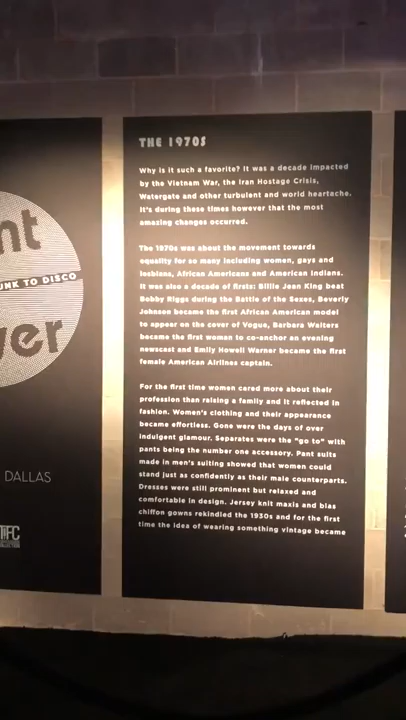 THE 1970S
Why is it such a favorite? It was a decade impacted
by the Vietnam War, the Iran Hostage Crisis,
Watergate and other turbulent and world heartache.
It's during these times however that the most
amazing changes occurred.
The 1970s was about the movement towards
equality for so many including women, gays and
lesbians, African Americans and American Indians.
It was also a decade of firsts: Billie Jean King beat
Bobby Riggs during the Battle of the Sexes, Beverly
Johnson became the first African American model
to appear on the cover of Vogue, Barbara Walters
became the first woman to co-anchor an evening
newscast and Emily Howell Warner became the first
female American Airlines captain.
For the first time women cared more about their
profession than raising a family and it reflected in
fashion. Women's clothing and their appearance
became effortless. Gone were the days of over
indulgent glamour. Separates were the "go to" with
pants being the number one accessory. Pant suits
made in men's suiting showed that women could
stand just as confidently as their male counterparts.
Dresses were still prominent but relaxed and
comfortable in design. Jersey knit maxis and bias
chiffon gowns rekindled the 1930s and for the first
time the idea of wearing something vintage became
nt
UNK TO DISCO
ver
DALLAS